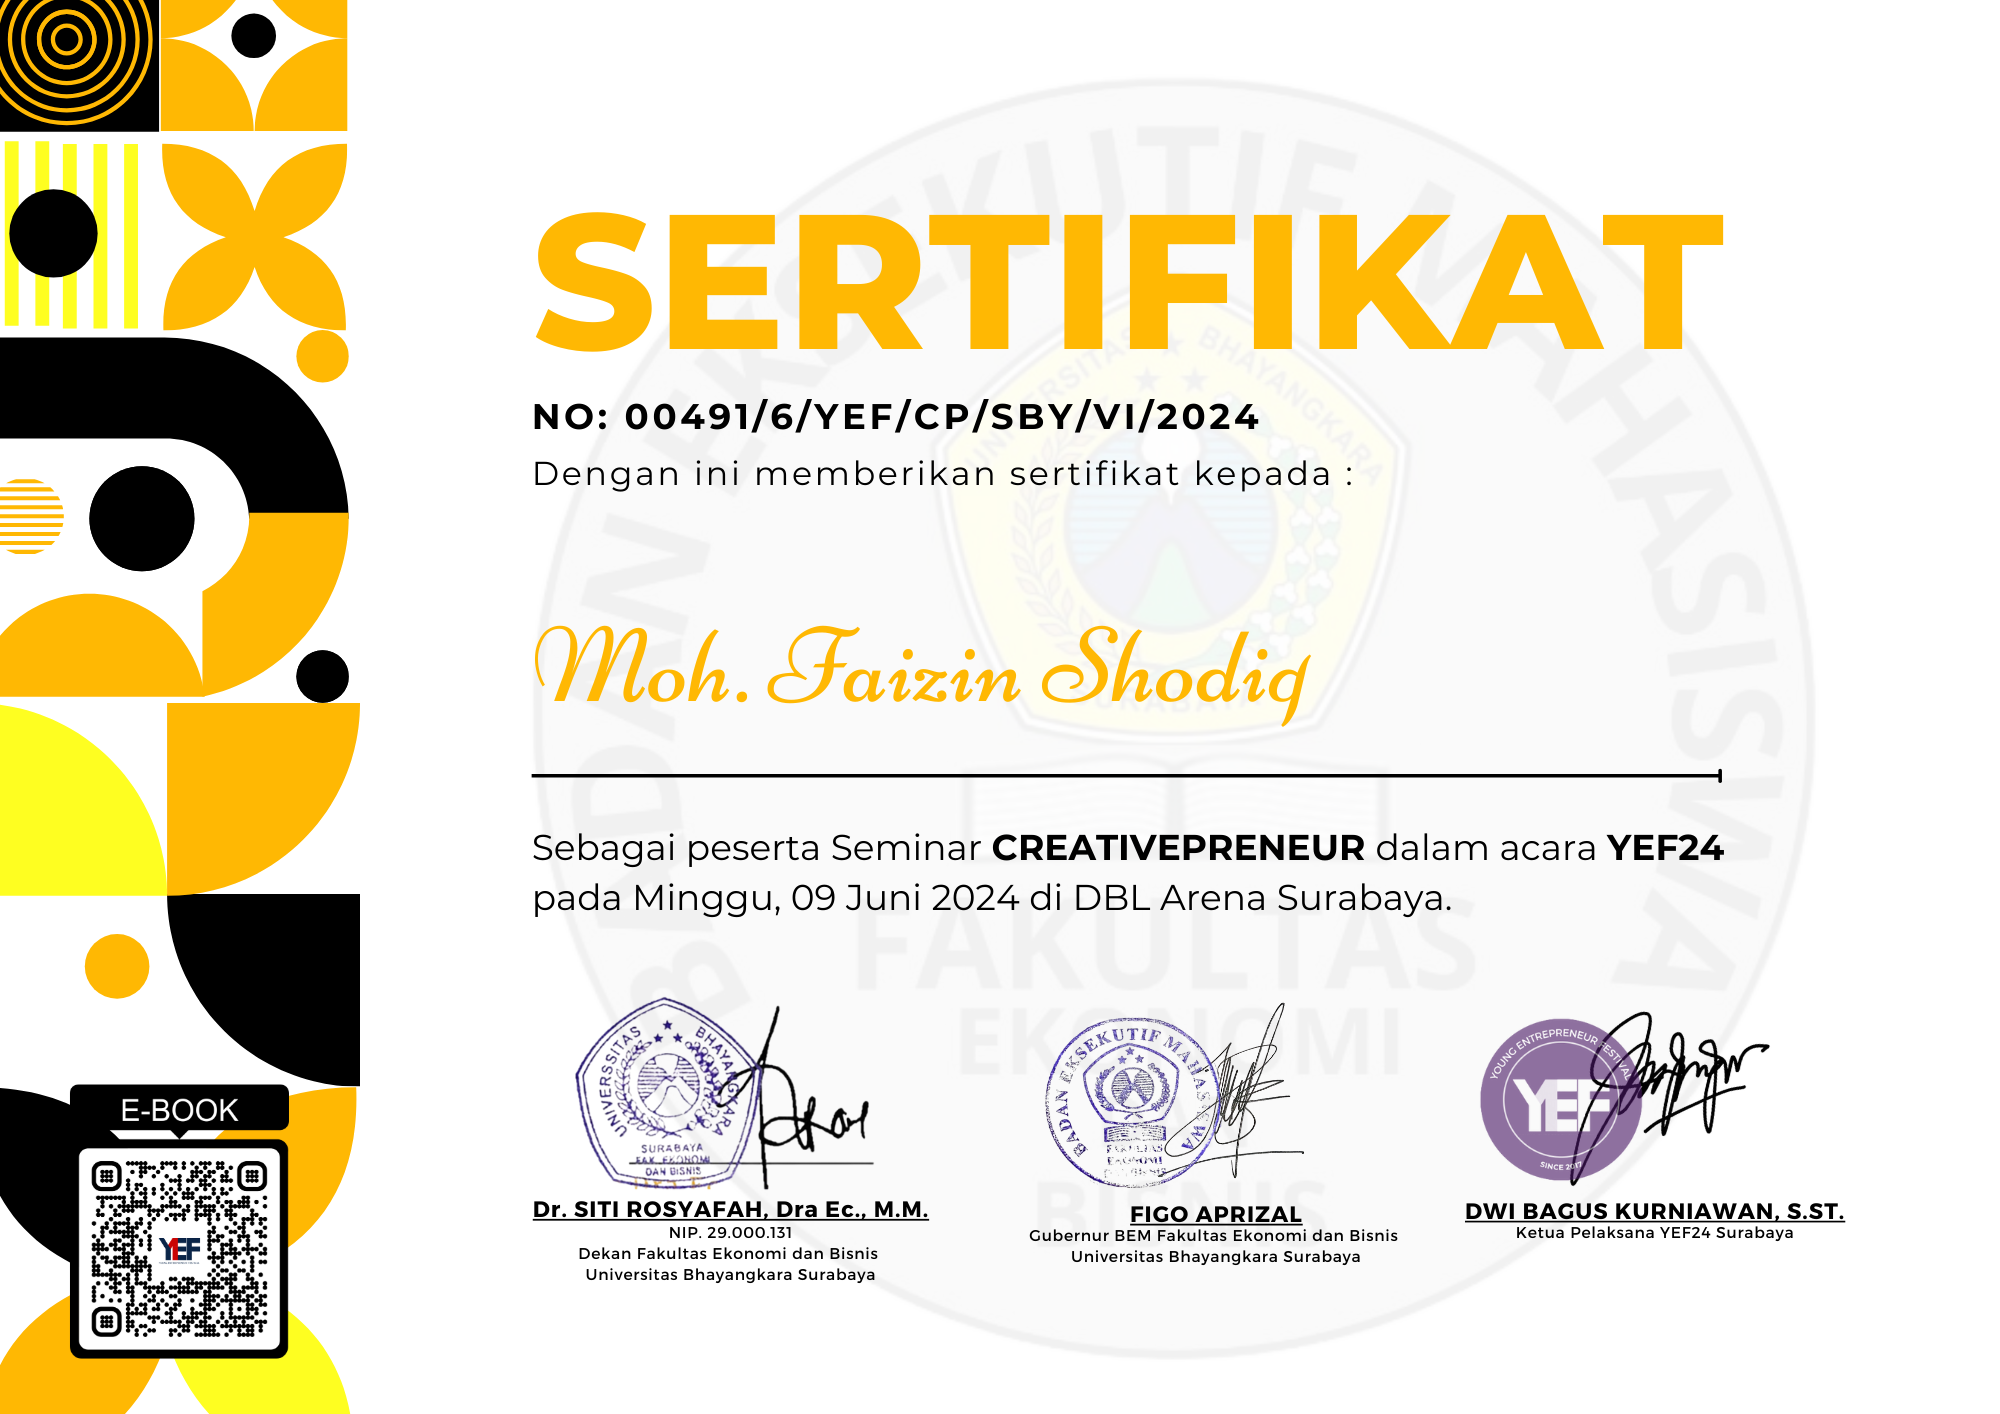 SERTIFIKAT
NO: 00491/6/YEF/CP/SBY/VI/2024
Dengan ini memberikan sertifikat kepada :
Moh. Faizin Shodiq
Sebagai peserta Seminar CREATIVEPRENEUR dalam acara YEF24
pada Minggu, 09 Juni 2024 di DBL Arena Surabaya.
BADAN EKSEKUTIF MAHASISWA
UNIVERSITAS BHAYANGKARA
SURABAYA
FAKULTAS
EKONOMI
BISNIS
UNIVERSITAS BHAYANGKARA
SURABAYA
FAK. EKONOMI
DAN BISNIS
Dr. SITI ROSYAFAH, Dra Ec., M.M.
NIP. 29.000.131
Dekan Fakultas Ekonomi dan Bisnis
Universitas Bhayangkara Surabaya
BADAN EKSEKUTIF MAHASISWA
FAKULTAS
EKONOMI
FIGO APRIZAL
Gubernur BEM Fakultas Ekonomi dan Bisnis
Universitas Bhayangkara Surabaya
YOUNG ENTREPRENEUR FESTIVAL
YEF
SINCE 2017
DWI BAGUS KURNIAWAN, S.ST.
Ketua Pelaksana YEF24 Surabaya
E-BOOK
YEF